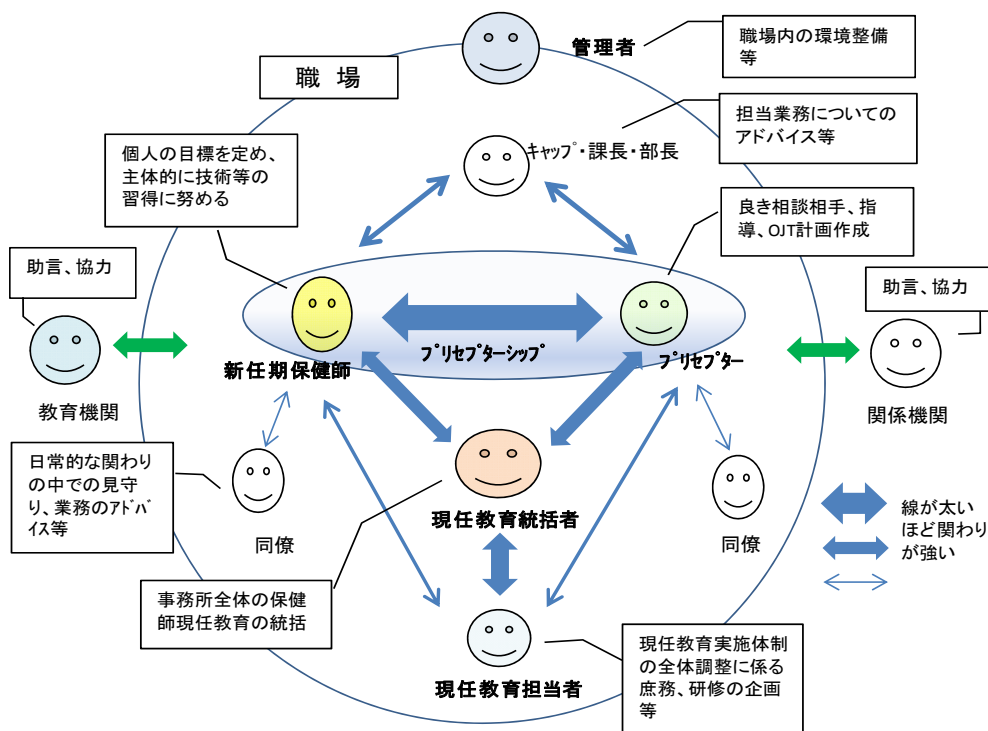 管理者
職場内の環境整備
等
職 場
担当業務についての
アドバイス等
キャップ・課長・部長
個人の目標を定め、
主体的に技術等の
習得に努める
良き相談相手、指
導、OJT計画作成
助言、協力
助言、協力
プリセプターシップ
プリセプター
新任期保健師
教育機関
関係機関
日常的な関わり
の中での見守
り、業務のアドバ
イス等
同僚
現任教育統括者
同僚
線が太い
ほど関わり
が強い
事務所全体の保健
師現任教育の統括
現任教育担当者
現任教育実施体制
の全体調整に係る
庶務、研修の企画
等